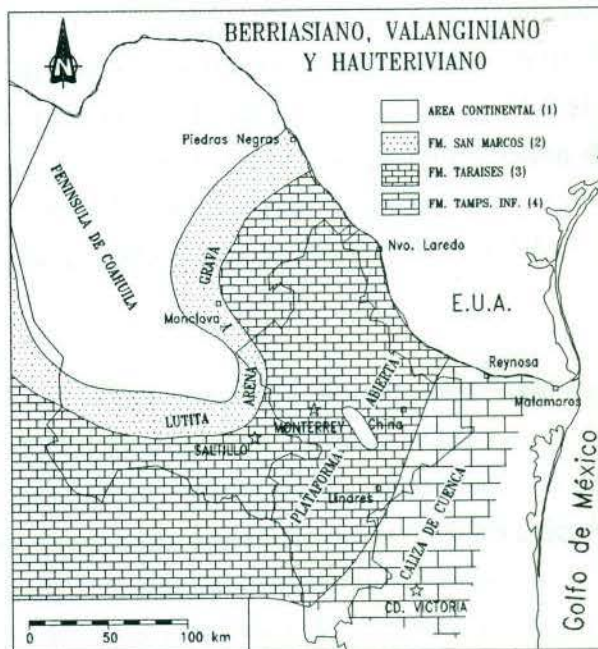 BERRIASIANO, VALANGINIANO
Y HAUTERIVIANO
N
AREA CONTINENTAL (1)
FM. SAN MARCOS (2)
FM. TARAISES (3)
FM. TAMPS. INF. (4)
Piedras Negras
PENINSULA DE COAHUILA
GRAVA
Nvo. Laredo
E.U.A.
Monclova
Y
ARENA
ABIERTA
Reynosa
Matamoros
LUTITA
MONTERREY
China
SALTILLO
PLATAFORMA
Linares
CALIZA DE CUENCA
Golfo de México
CD. VICTORIA
0 50 100 km